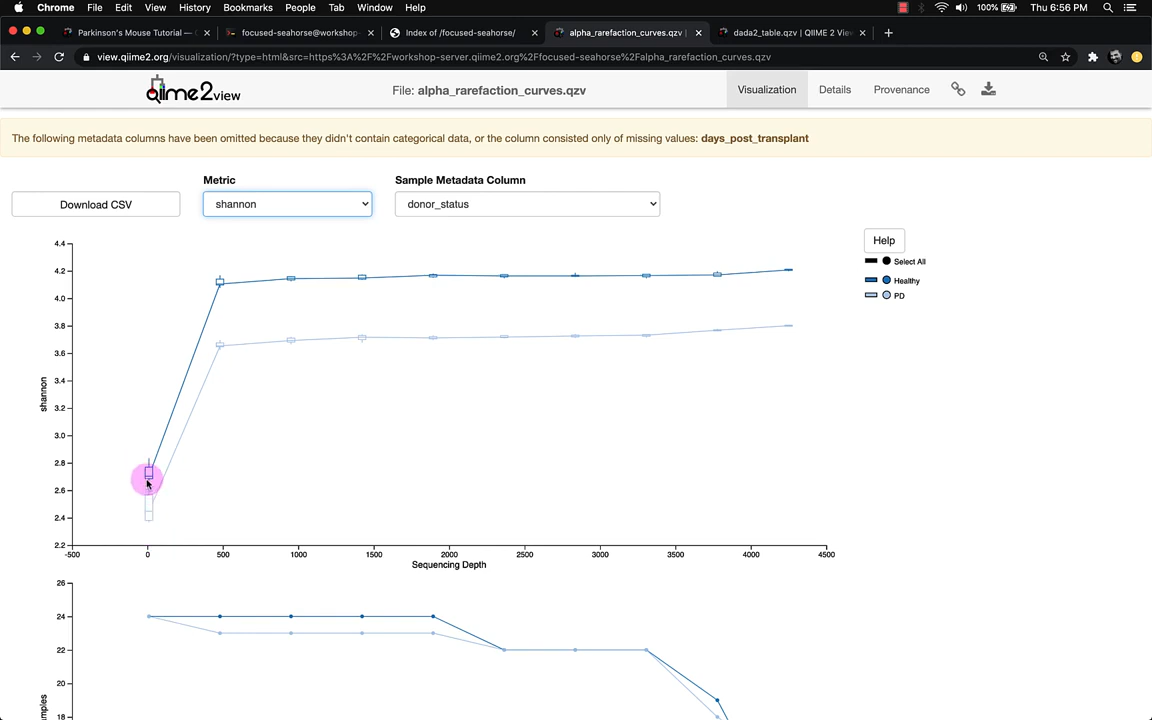 Chrome File Edit View History Bookmarks People Tab Window Help 100% Thu 6:56 PM
Parkinson's Mouse Tutorial — focused-seahorse@workshop- Index of /focused-seahorse/ alpha_rarefaction_curves.qzv dada2_table.qzv | QIIME 2 Vie
view.qiime2.org/visualization/?type=html&src=https%3A%2F%2Fworkshop-server.qiime2.org%2Ffocused-seahorse%2Falpha_rarefaction_curves.qzv
qiime2view File: alpha_rarefaction_curves.qzv Visualization Details Provenance
The following metadata columns have been omitted because they didn't contain categorical data, or the column consisted only of missing values: days_post_transplant
Metric Sample Metadata Column
Download CSV shannon donor_status
Help
Select All
Healthy
PD
4.4
4.2
4.0
3.8
3.6
3.4
3.2
3.0
2.8
2.6
2.4
2.2
shannon
-500 0 500 1000 1500 2000 2500 3000 3500 4000 4500
Sequencing Depth
26
24
22
20
18